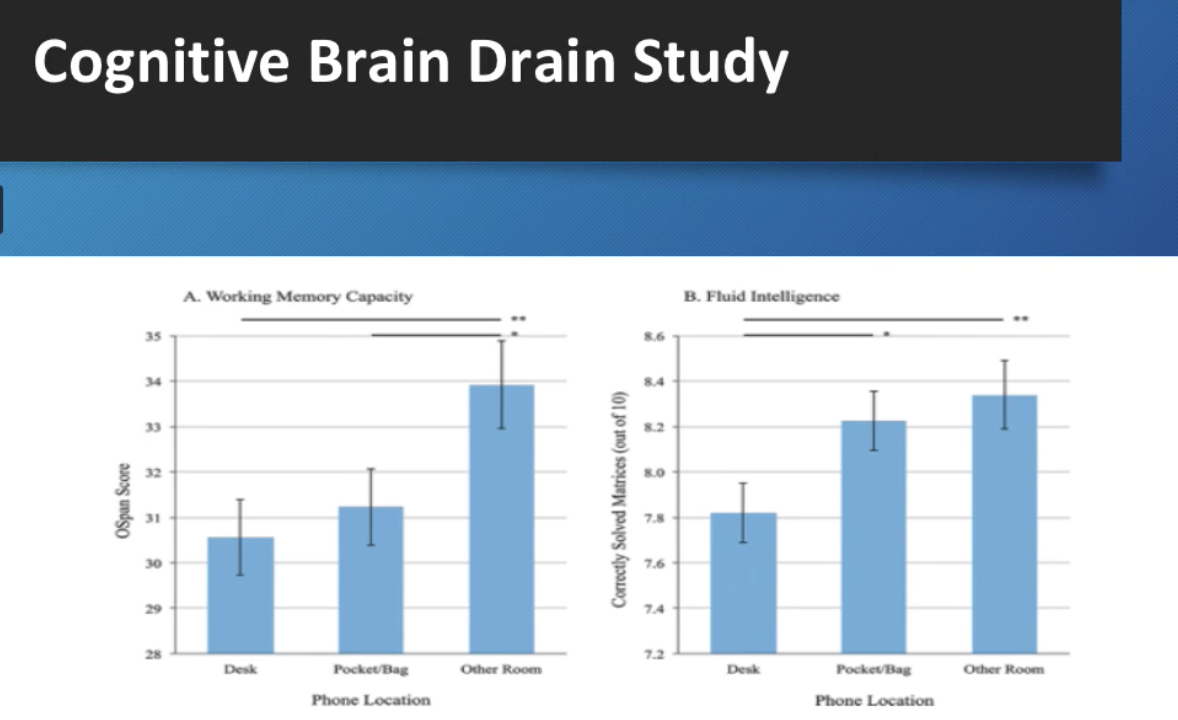 Cognitive Brain Drain Study
A. Working Memory Capacity
**
*
35
34
33
32
31
30
29
28
OSpan Score
Desk
Pocket/Bag
Other Room
Phone Location
B. Fluid Intelligence
**
*
8.6
8.4
8.2
8.0
7.8
7.6
7.4
7.2
Correctly Solved Matrices (out of 10)
Desk
Pocket/Bag
Other Room
Phone Location